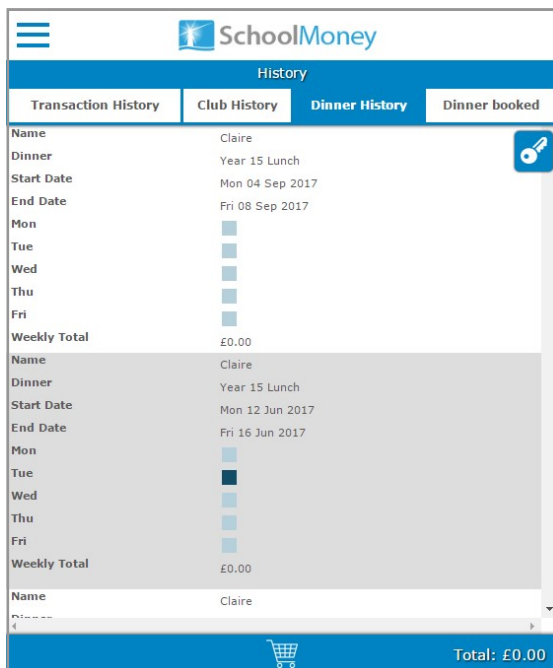 SchoolMoney
History
Transaction History Club History Dinner History Dinner booked
Name Claire
Dinner Year 15 Lunch
Start Date Mon 04 Sep 2017
End Date Fri 08 Sep 2017
Mon
Tue
Wed
Thu
Fri
Weekly Total £0.00
Name Claire
Dinner Year 15 Lunch
Start Date Mon 12 Jun 2017
End Date Fri 16 Jun 2017
Mon
Tue
Wed
Thu
Fri
Weekly Total £0.00
Name Claire
Dinner
Total: £0.00